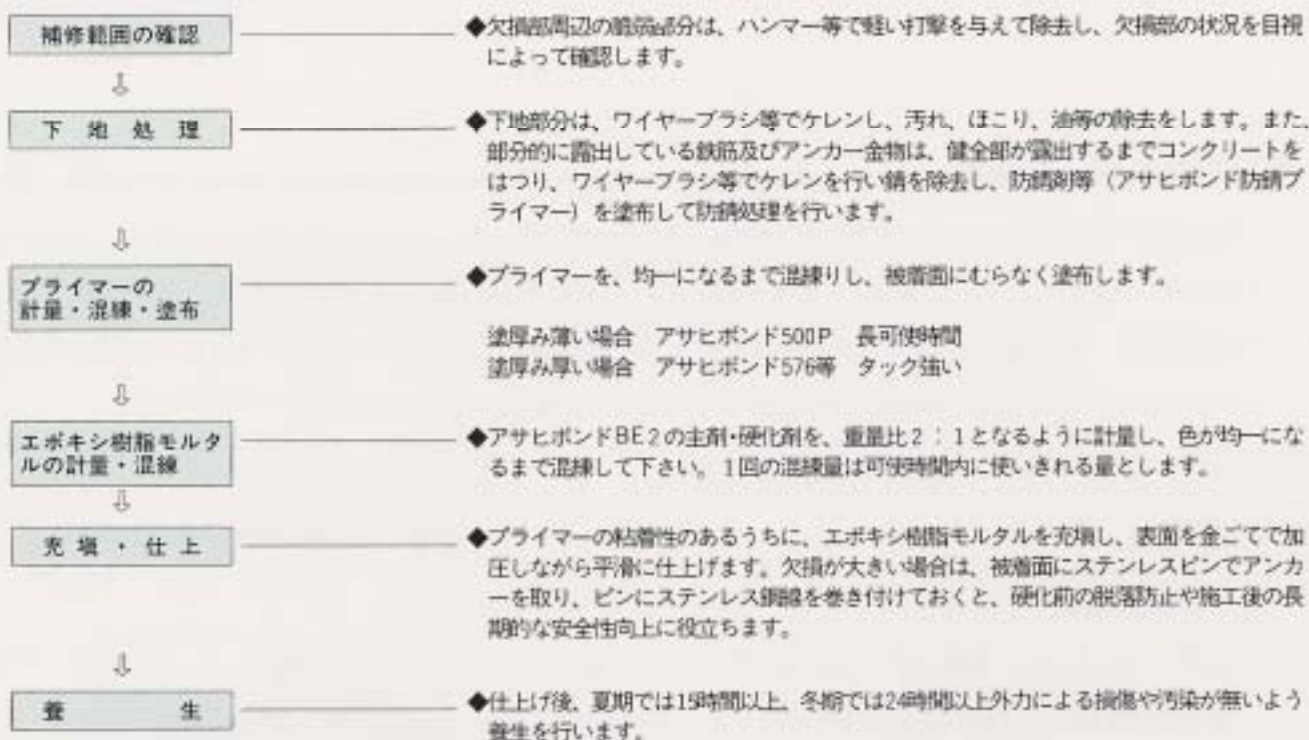 補修範囲の確認
◆欠損部周辺の脆弱部分は、ハンマー等で軽い打撃を与えて除去し、欠損部の状況を目視
によって確認します。
⇩
下地処理
◆下地部分は、ワイヤーブラシ等でケレンし、汚れ、ほこり、油等の除去をします。また、
部分的に露出している鉄筋及びアンカー金物は、健全部が露出するまでコンクリートを
はつり、ワイヤーブラシ等でケレンを行い錆を除去し、防錆剤等（アサヒボンド防錆プ
ライマー）を塗布して防錆処理を行います。
⇩
プライマーの
計量・混練・塗布
◆プライマーを、均一になるまで混練りし、被着面にむらなく塗布します。
塗厚み薄い場合 アサヒボンド500P 長可使時間
塗厚み厚い場合 アサヒボンド576等 タック強い
⇩
エポキシ樹脂モルタ
ルの計量・混練
◆アサヒボンドBE2の主剤・硬化剤を、重量比2：1となるように計量し、色が均一にな
るまで混練して下さい。1回の混練量は可使時間内に使いきれる量とします。
⇩
充填・仕上
◆プライマーの粘着性のあるうちに、エポキシ樹脂モルタルを充填し、表面を金ごてで加
圧しながら平滑に仕上げます。欠損が大きい場合は、被着面にステンレスピンでアンカ
ーを取り、ピンにステンレス鋼線を巻き付けておくと、硬化前の脱落防止や施工後の長
期的な安全性向上に役立ちます。
⇩
養生
◆仕上げ後、夏期では15時間以上、冬期では24時間以上外力による損傷や汚染が無いよう
養生を行います。